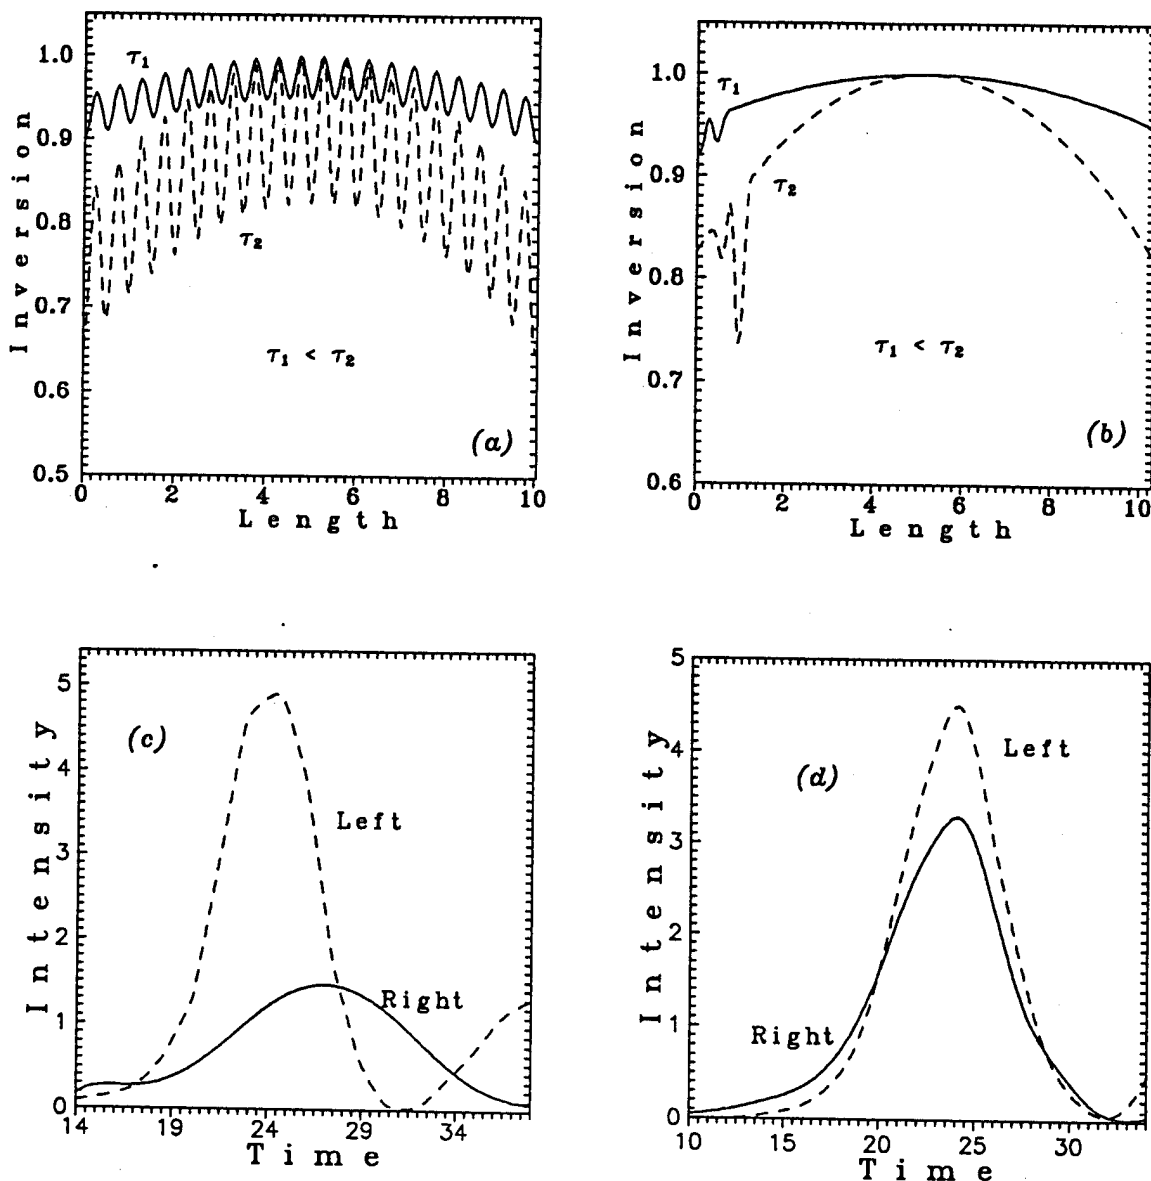 1.0
0.9
0.8
0.7
0.6
0.5
Inversion
τ₁
τ₂
τ₁ < τ₂
(a)
0 2 4 6 8 10
Length
1.0
0.9
0.8
0.7
0.6
Inversion
τ₁
τ₂
τ₁ < τ₂
(b)
0 2 4 6 8 10
Length
5
4
3
2
1
0
Intensity
(c)
Left
Right
14 19 24 29 34
Time
5
4
3
2
1
0
Intensity
(d)
Left
Right
10 15 20 25 30
Time